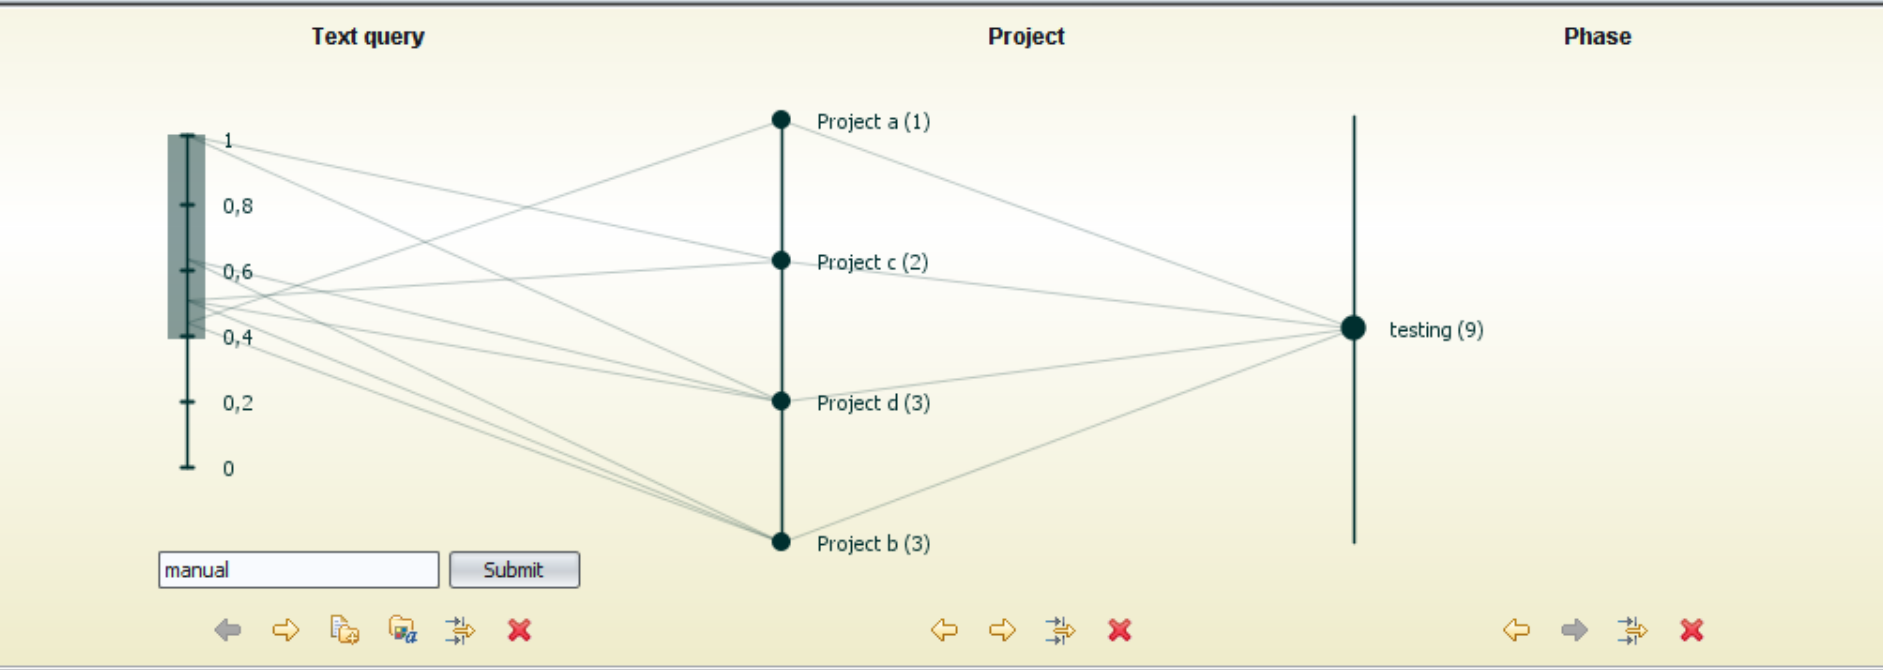 Text query Project Phase
1
0,8
0,6
0,4
0,2
0
Project a (1)
Project c (2)
Project d (3)
Project b (3)
testing (9)
manual Submit